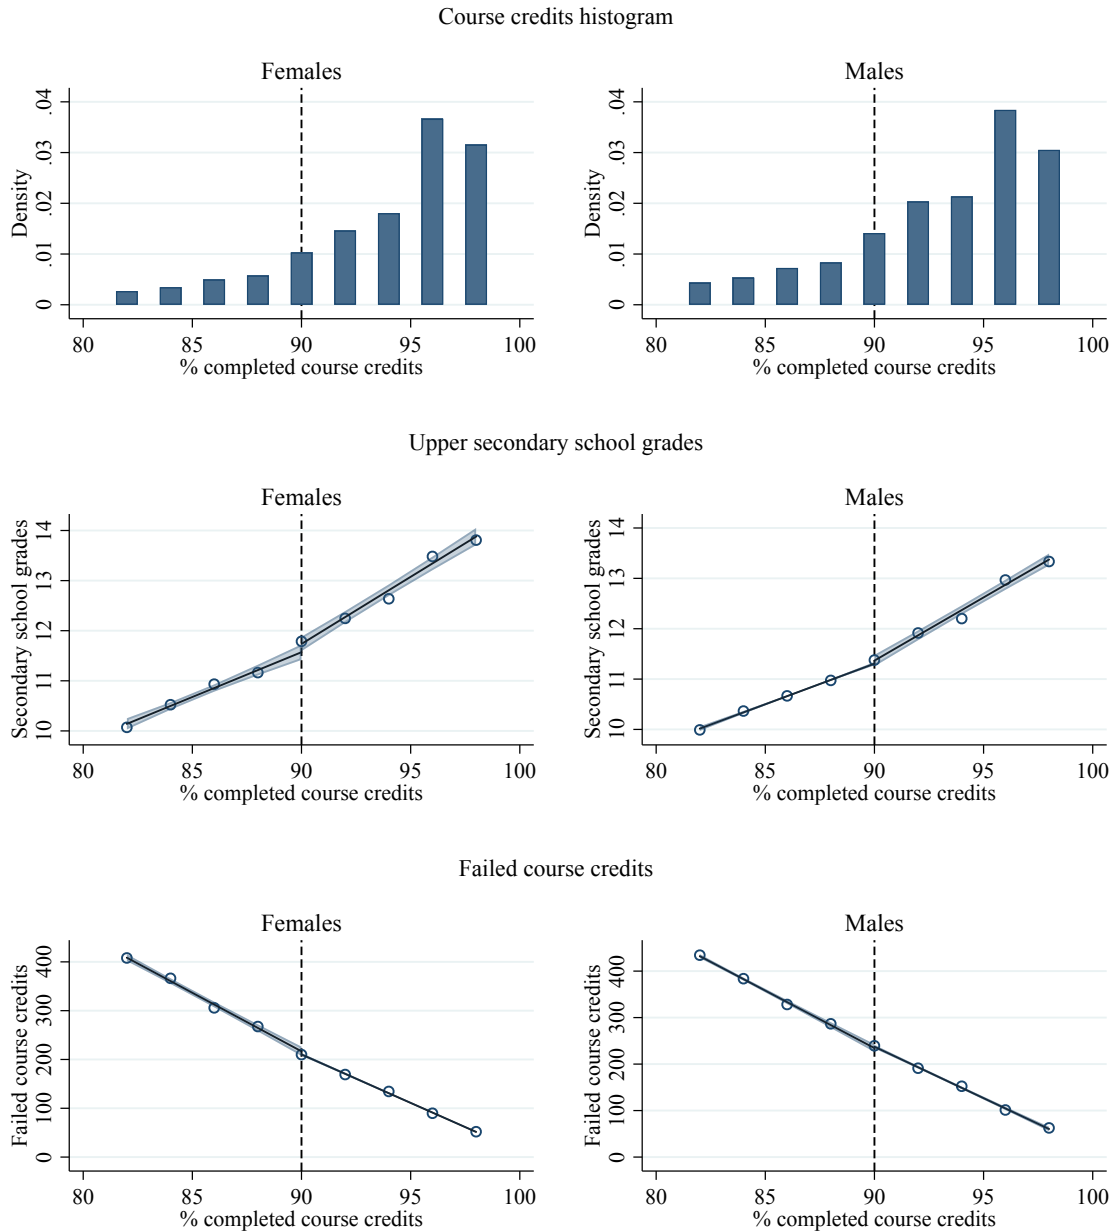 Course credits histogram
Females
Males
Density
.04
.03
.02
.01
0
80 85 90 95 100
% completed course credits
Density
.04
.03
.02
.01
0
80 85 90 95 100
% completed course credits
Upper secondary school grades
Females
Males
Secondary school grades
14
13
12
11
10
80 85 90 95 100
% completed course credits
Secondary school grades
14
13
12
11
10
80 85 90 95 100
% completed course credits
Failed course credits
Females
Males
Failed course credits
400
300
200
100
0
80 85 90 95 100
% completed course credits
Failed course credits
400
300
200
100
0
80 85 90 95 100
% completed course credits